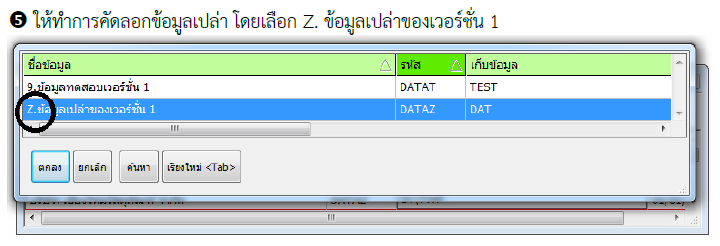 ❺ ให้ทำการคัดลอกข้อมูลเปล่า โดยเลือก Z. ข้อมูลเปล่าของเวอร์ชั่น 1
ชื่อข้อมูล รหัส เก็บข้อมูล
9.ข้อมูลทดสอบเวอร์ชั่น 1 DATAT TEST
Z.ข้อมูลเปล่าของเวอร์ชั่น 1 DATAZ DAT
ตกลง ยกเลิก ค้นหา เรียงใหม่ <Tab>